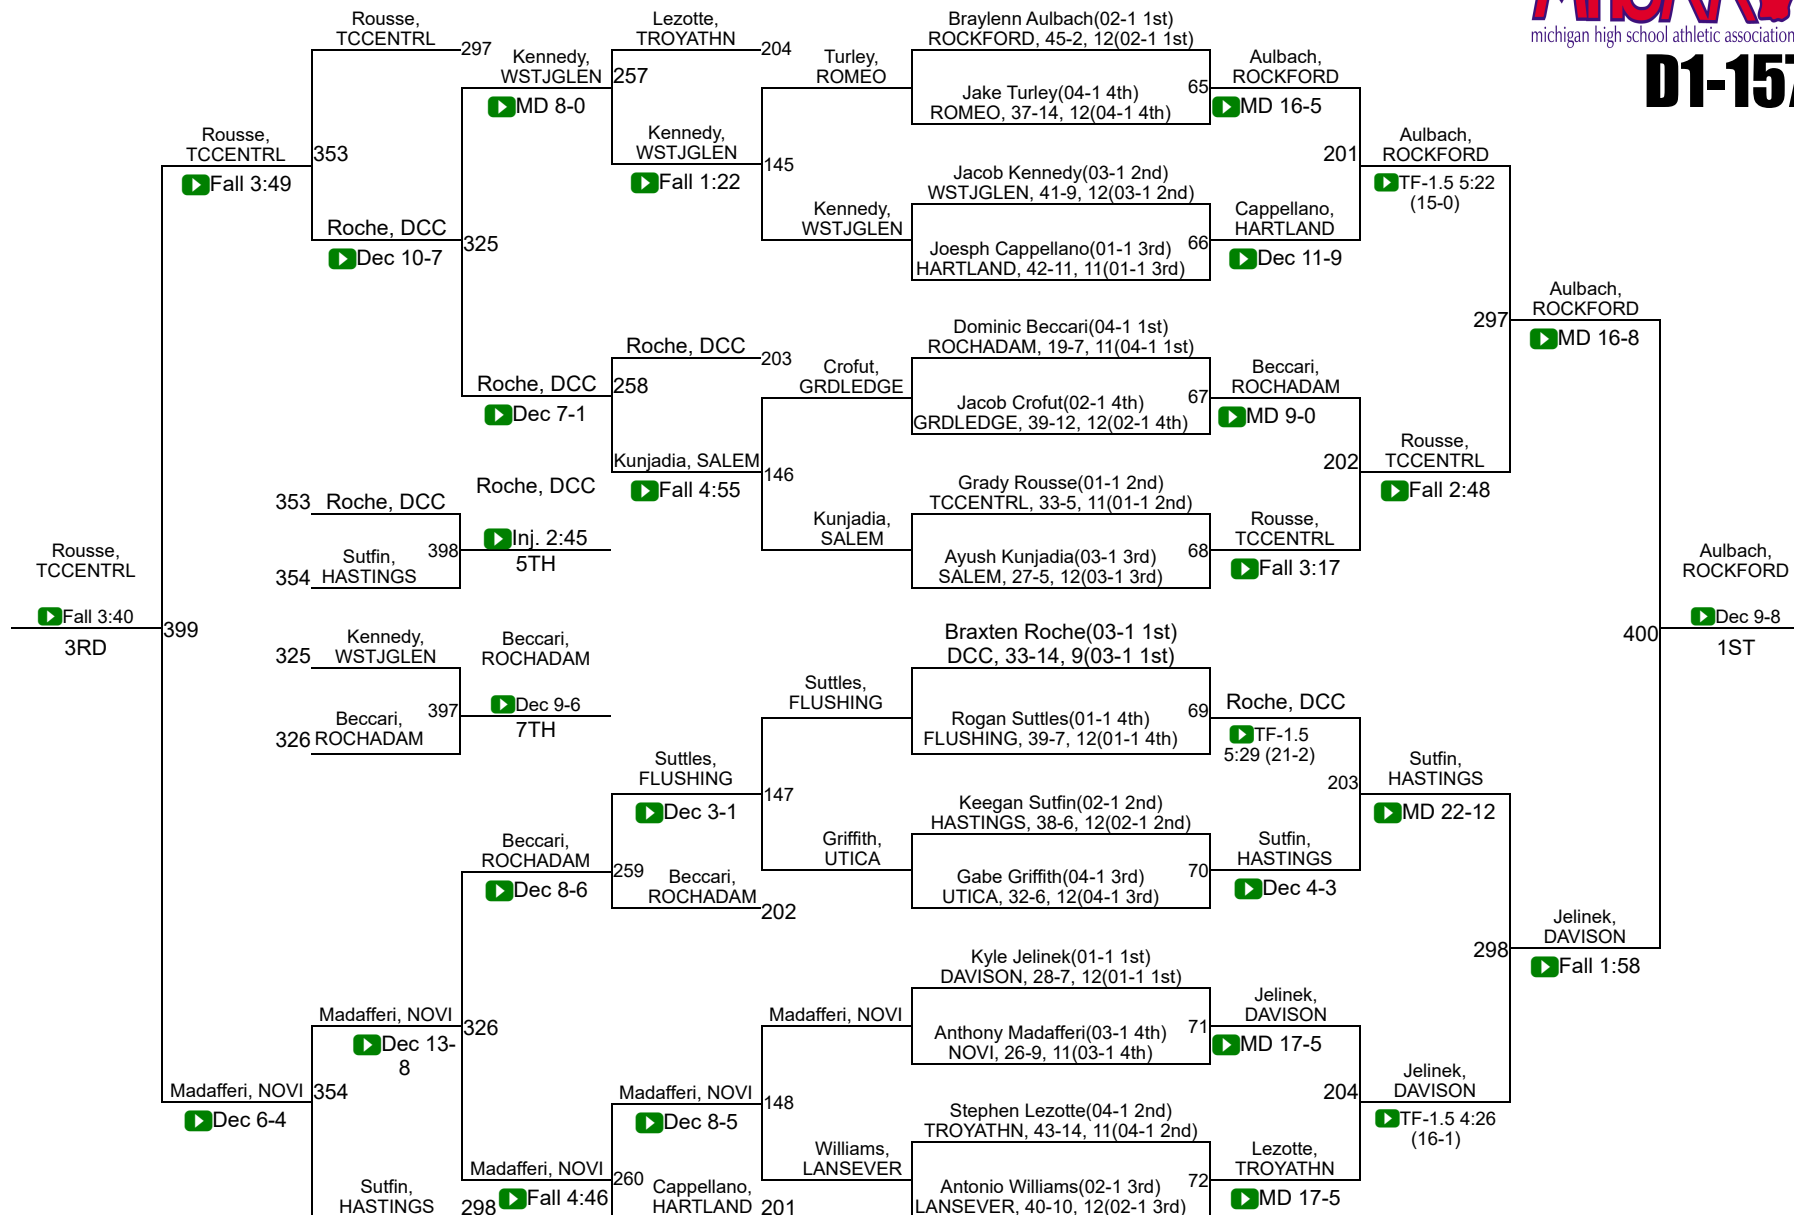 Rousse,
TCCENTRL
297
353
Rousse,
TCCENTRL
Fall 3:49
Roche, DCC
Dec 10-7
325
Kennedy,
WSTJGLEN
MD 8-0
257
Lezotte,
TROYATHN
204
Kennedy,
WSTJGLEN
Fall 1:22
145
Turley,
ROMEO
Kennedy,
WSTJGLEN
Braylenn Aulbach(02-1 1st)
ROCKFORD, 45-2, 12(02-1 1st)
Jake Turley(04-1 4th)
ROMEO, 37-14, 12(04-1 4th)
65
Aulbach,
ROCKFORD
MD 16-5
Jacob Kennedy(03-1 2nd)
WSTJGLEN, 41-9, 12(03-1 2nd)
Joesph Cappellano(01-1 3rd)
HARTLAND, 42-11, 11(01-1 3rd)
66
Cappellano,
HARTLAND
Dec 11-9
201
Aulbach,
ROCKFORD
TF-1.5 5:22
(15-0)
michigan high school athletic association
D1-157
Roche, DCC
Dec 7-1
258
Roche, DCC
203
Kunjadia, SALEM
Fall 4:55
146
Crofut,
GRDLEDGE
Kunjadia,
SALEM
Dominic Beccari(04-1 1st)
ROCHADAM, 19-7, 11(04-1 1st)
Jacob Crofut(02-1 4th)
GRDLEDGE, 39-12, 12(02-1 4th)
67
Beccari,
ROCHADAM
MD 9-0
Grady Rousse(01-1 2nd)
TCCENTRL, 33-5, 11(01-1 2nd)
Ayush Kunjadia(03-1 3rd)
SALEM, 27-5, 12(03-1 3rd)
68
Rousse,
TCCENTRL
Fall 3:17
202
Rousse,
TCCENTRL
Fall 2:48
297
Aulbach,
ROCKFORD
MD 16-8
353
Roche, DCC
354
Sutfin,
HASTINGS
398
Roche, DCC
Inj. 2:45
5TH
325
Kennedy,
WSTJGLEN
326
Beccari,
ROCHADAM
397
Beccari,
ROCHADAM
Dec 9-6
7TH
Rousse,
TCCENTRL
Fall 3:40
3RD
399
400
Aulbach,
ROCKFORD
Dec 9-8
1ST
Suttles,
FLUSHING
Griffith,
UTICA
147
Suttles,
FLUSHING
Dec 3-1
Beccari,
ROCHADAM
202
259
Beccari,
ROCHADAM
Dec 8-6
Braxten Roche(03-1 1st)
DCC, 33-14, 9(03-1 1st)
Rogan Suttles(01-1 4th)
FLUSHING, 39-7, 12(01-1 4th)
69
Roche, DCC
TF-1.5
5:29 (21-2)
Keegan Sutfin(02-1 2nd)
HASTINGS, 38-6, 12(02-1 2nd)
Gabe Griffith(04-1 3rd)
UTICA, 32-6, 12(04-1 3rd)
70
Sutfin,
HASTINGS
Dec 4-3
203
Sutfin,
HASTINGS
MD 22-12
298
Jelinek,
DAVISON
Fall 1:58
Madafferi, NOVI
Dec 6-4
354
Madafferi, NOVI
Dec 13-
8
326
Sutfin,
HASTINGS
298
Madafferi, NOVI
Fall 4:46
260
Madafferi, NOVI
Dec 8-5
Cappellano,
HARTLAND
201
148
Madafferi, NOVI
Williams,
LANSEVER
Kyle Jelinek(01-1 1st)
DAVISON, 28-7, 12(01-1 1st)
Anthony Madafferi(03-1 4th)
NOVI, 26-9, 11(03-1 4th)
71
Jelinek,
DAVISON
MD 17-5
Stephen Lezotte(04-1 2nd)
TROYATHN, 43-14, 11(04-1 2nd)
Antonio Williams(02-1 3rd)
LANSEVER, 40-10, 12(02-1 3rd)
72
Lezotte,
TROYATHN
MD 17-5
204
Jelinek,
DAVISON
TF-1.5 4:26
(16-1)